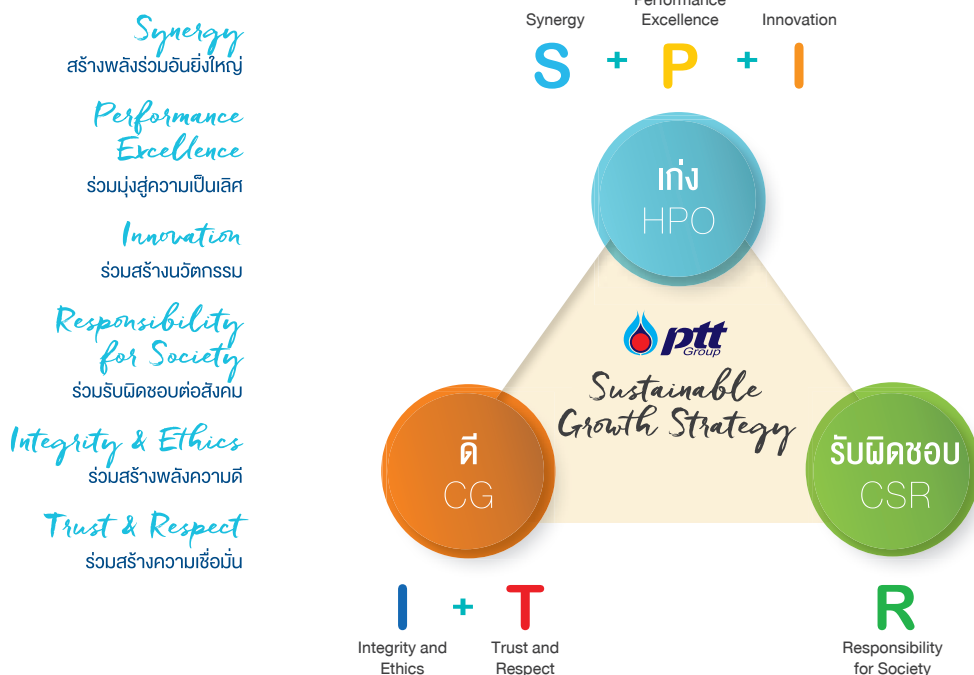 Synergy
สร้างพลังร่วมอันยิ่งใหญ่
Performance
Excellence
ร่วมมุ่งสู่ความเป็นเลิศ
Innovation
ร่วมสร้างนวัตกรรม
Responsibility
for Society
ร่วมรับผิดชอบต่อสังคม
Integrity & Ethics
ร่วมสร้างพลังความดี
Trust & Respect
ร่วมสร้างความเชื่อมั่น
Performance
Synergy Excellence Innovation
S + P + I
เก่ง
HPO
ptt
Group
Sustainable
Growth Strategy
ดี
CG
รับผิดชอบ
CSR
I + T
Integrity and
Ethics
Trust and
Respect
R
Responsibility
for Society